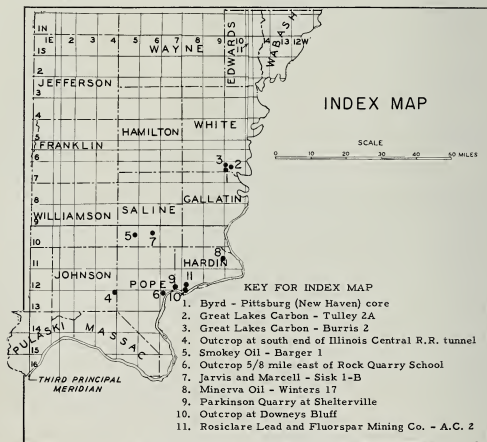 1N
1E 2 3 4 5 6 7 8 9 10 11 14 13 12W
1S
WAYNE
EDWARDS
WABASH
2
JEFFERSON
3
INDEX MAP
4
WHITE
HAMILTON
5
FRANKLIN
SCALE
0 10 20 30 40 50 MILES
6
3 2
1
7
GALLATIN
8
WILLIAMSON
SALINE
9
5 7
10
8
HARDIN
11
JOHNSON
POPE
9 11
12
4 6 10
13
PULASKI
MASSAC
14
15
16
THIRD PRINCIPAL
MERIDIAN
KEY FOR INDEX MAP
1. Byrd - Pittsburg (New Haven) core
2. Great Lakes Carbon - Tulley 2A
3. Great Lakes Carbon - Burris 2
4. Outcrop at south end of Illinois Central R.R. tunnel
5. Smokey Oil - Barger 1
6. Outcrop 5/8 mile east of Rock Quarry School
7. Jarvis and Marcell - Sisk 1-B
8. Minerva Oil - Winters 17
9. Parkinson Quarry at Shelterville
10. Outcrop at Downeys Bluff
11. Rosiclare Lead and Fluorspar Mining Co. - A.C. 2